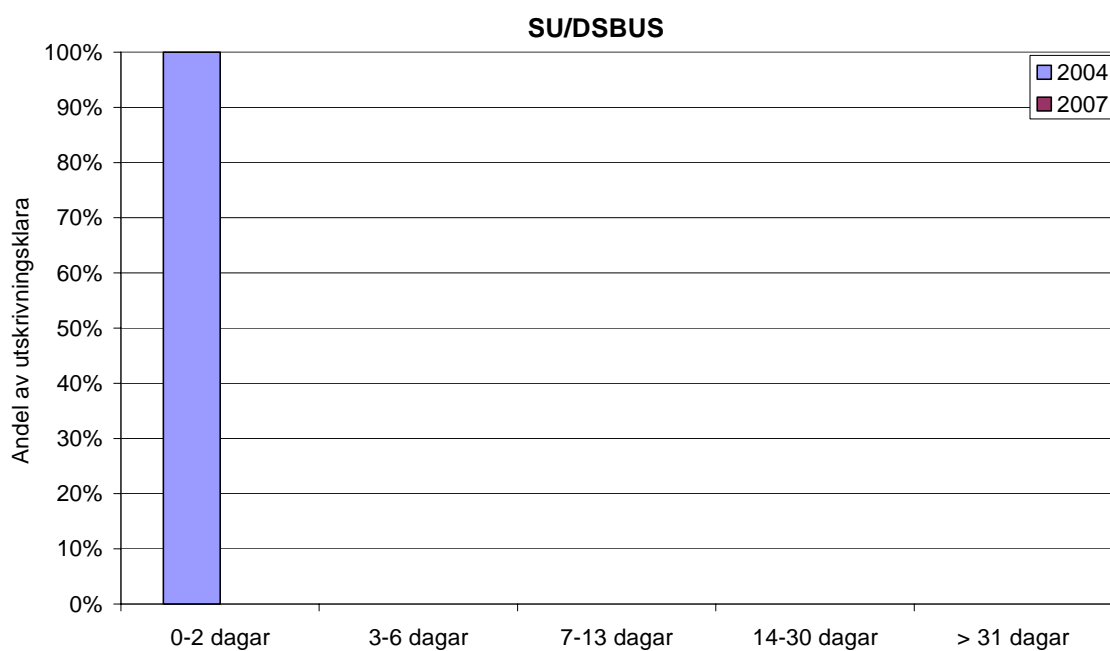 SU/DSBUS
100%
90%
80%
70%
60%
50%
40%
30%
20%
10%
0%
Andel av utskrivningsklara
2004
2007
0-2 dagar
3-6 dagar
7-13 dagar
14-30 dagar
> 31 dagar